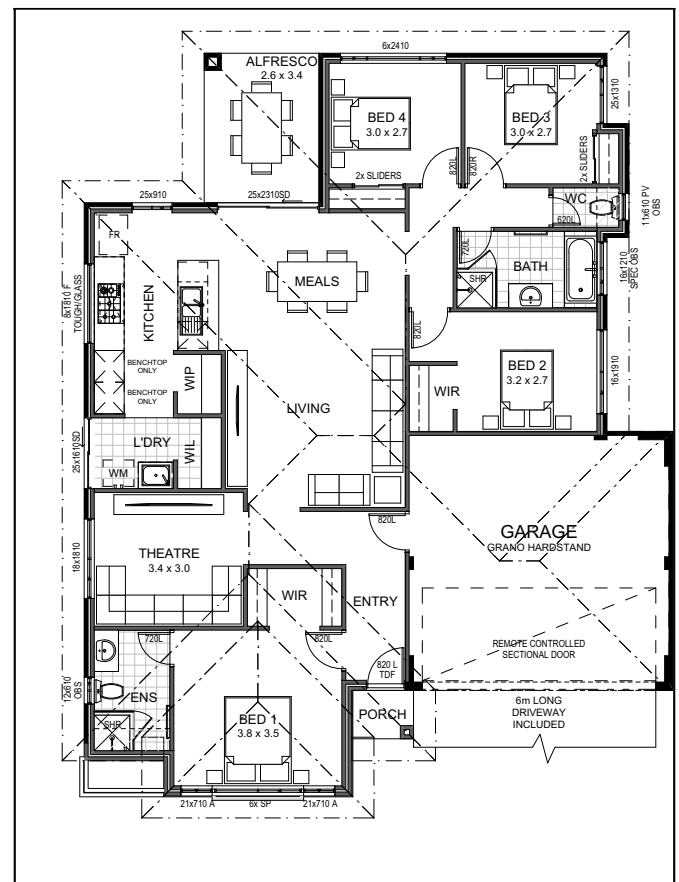 6x2410
ALFRESCO
2.6 x 3.4
BED 4
3.0 x 2.7
BED 3
3.0 x 2.7
25x1310
2x SLIDERS
820L
820R
2x SLIDERS
25x910
25x2310SD
WC
620L
11x610 PV
OBS
FR
MEALS
720L
BATH
SHR
16x1210
SPEC OBS
6x1810 F
TOUGH/GLASS
KITCHEN
820L
BENCHTOP
ONLY
BENCHTOP
ONLY
WIP
BED 2
3.2 x 2.7
WIR
16x1910
LIVING
L'DRY
WIL
WM
25x1610SD
820L
GARAGE
GRANO HARDSTAND
THEATRE
3.4 x 3.0
18x1810
WIR
ENTRY
REMOTE CONTROLLED
SECTIONAL DOOR
720L
820L
820 L
TDF
12x610
OBS
ENS
SHR
BED 1
3.8 x 3.5
PORCH
6m LONG
DRIVEWAY
INCLUDED
21x710 A
6x SP
21x710 A